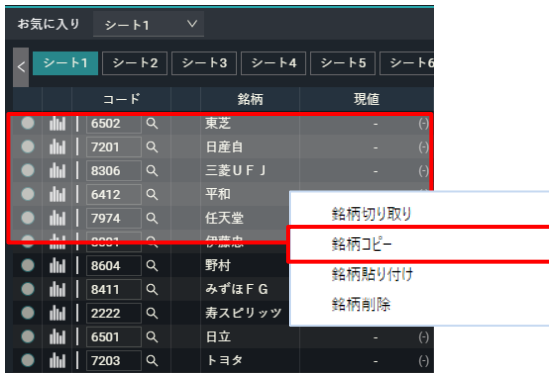 お気に入り シート1
シート1 シート2 シート3 シート4 シート5 シート6
コード 銘柄 現値
6502 東芝 - (-)
7201 日産自 - (-)
8306 三菱UFJ - (-)
6412 平和
7974 任天堂
8001 伊藤忠
8604 野村
8411 みずほFG
2222 寿スピリッツ
6501 日立 - (-)
7203 トヨタ - (-)
銘柄切り取り
銘柄コピー
銘柄貼り付け
銘柄削除